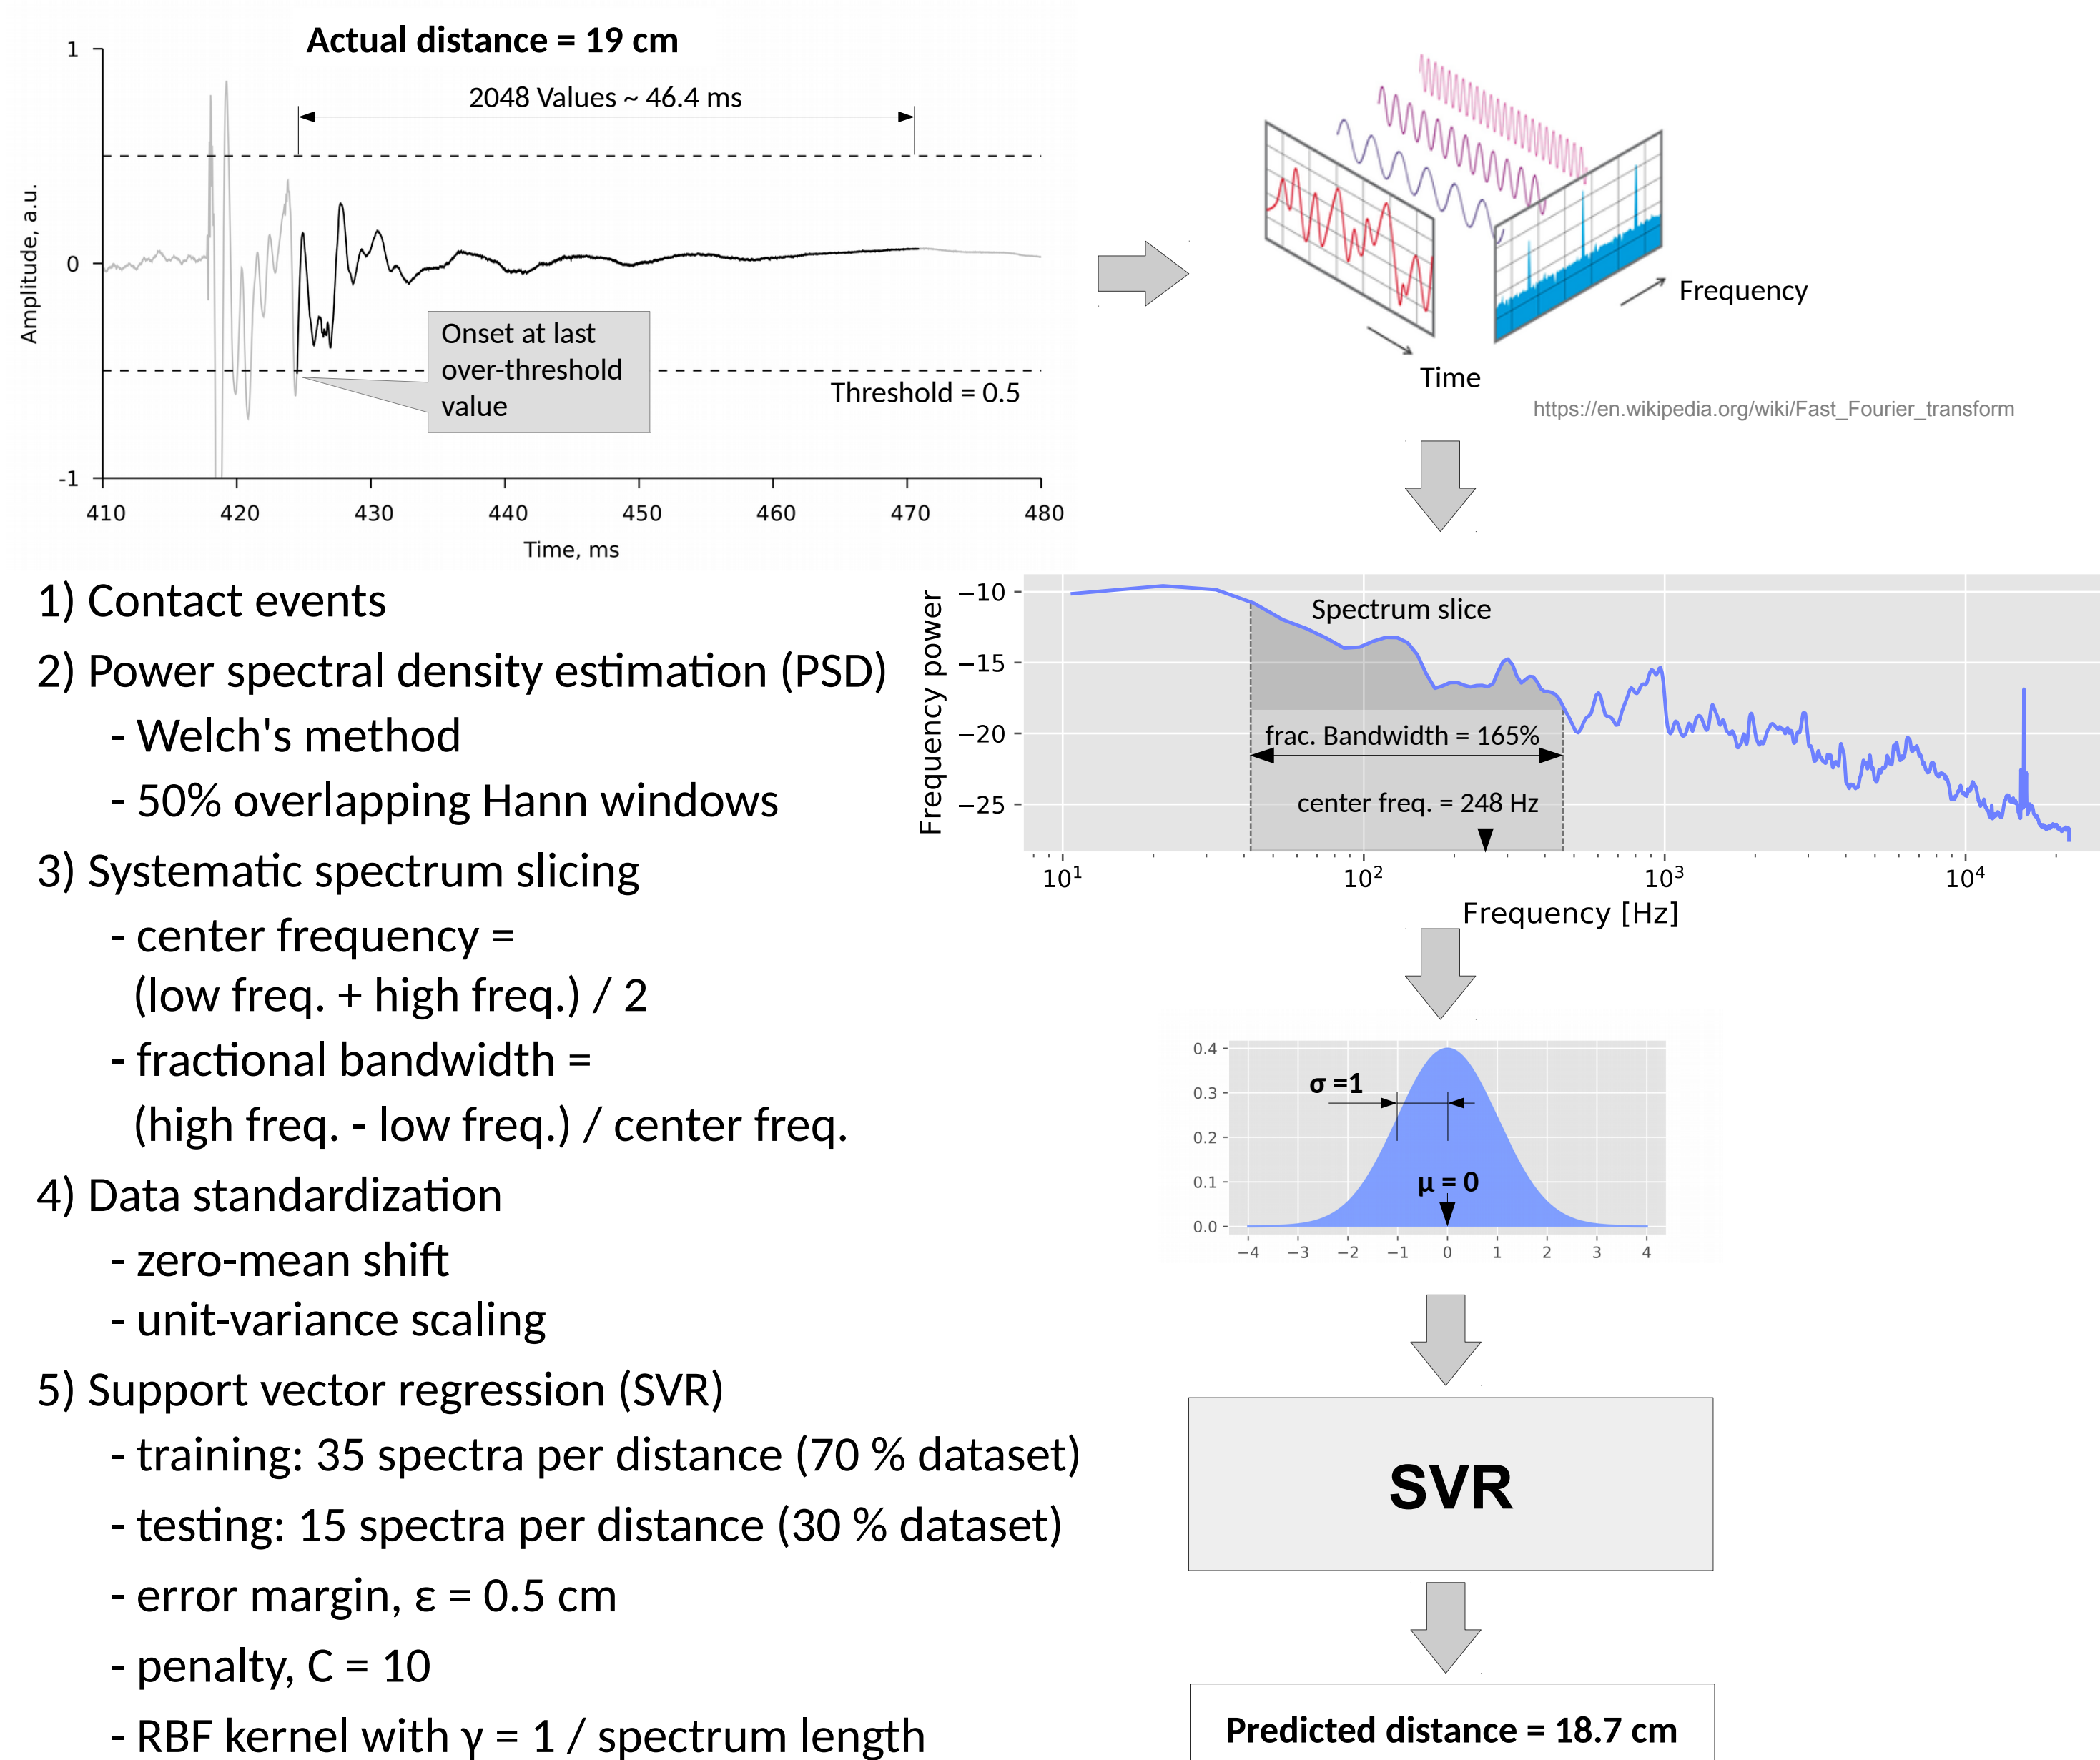 Actual distance = 19 cm
2048 Values ~ 46.4 ms
1
0
-1
Amplitude, a.u.
Onset at last
over-threshold
value
Threshold = 0.5
410 420 430 440 450 460 470 480
Time, ms
Time
Frequency
https://en.wikipedia.org/wiki/Fast_Fourier_transform
1) Contact events
2) Power spectral density estimation (PSD)
- Welch's method
- 50% overlapping Hann windows
3) Systematic spectrum slicing
- center frequency =
(low freq. + high freq.) / 2
- fractional bandwidth =
(high freq. - low freq.) / center freq.
4) Data standardization
- zero-mean shift
- unit-variance scaling
5) Support vector regression (SVR)
- training: 35 spectra per distance (70 % dataset)
- testing: 15 spectra per distance (30 % dataset)
- error margin, ε = 0.5 cm
- penalty, C = 10
- RBF kernel with γ = 1 / spectrum length
Frequency power
−10
−15
−20
−25
Spectrum slice
frac. Bandwidth = 165%
center freq. = 248 Hz
10¹ 10² 10³ 10⁴
Frequency [Hz]
0.4
0.3
0.2
0.1
0.0
σ =1
μ = 0
−4 −3 −2 −1 0 1 2 3 4
SVR
Predicted distance = 18.7 cm